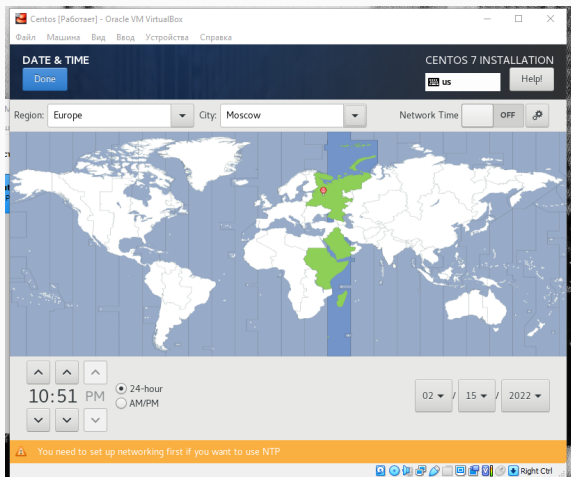 Centos [Работает] - Oracle VM VirtualBox
Файл Машина Вид Ввод Устройства Справка
DATE & TIME
CENTOS 7 INSTALLATION
Done
us
Help!
Region: Europe City: Moscow Network Time OFF
10:51 PM
24-hour
AM/PM
02 / 15 / 2022
You need to set up networking first if you want to use NTP
Right Ctrl